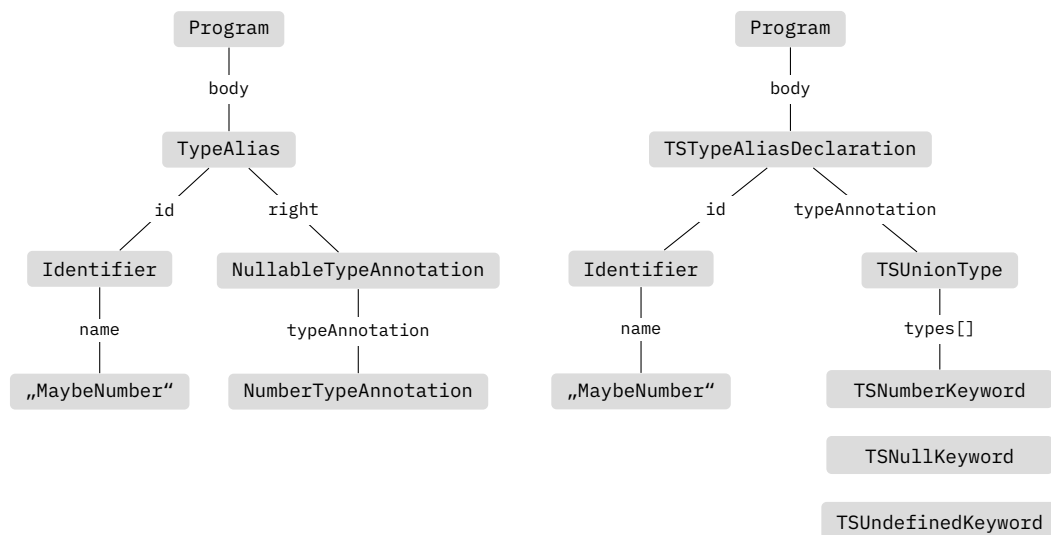 Program
body
TypeAlias
id
right
Identifier
NullableTypeAnnotation
name
typeAnnotation
„MaybeNumber“
NumberTypeAnnotation
Program
body
TSTypeAliasDeclaration
id
typeAnnotation
Identifier
TSUnionType
name
types[]
„MaybeNumber“
TSNumberKeyword
TSNullKeyword
TSUndefinedKeyword